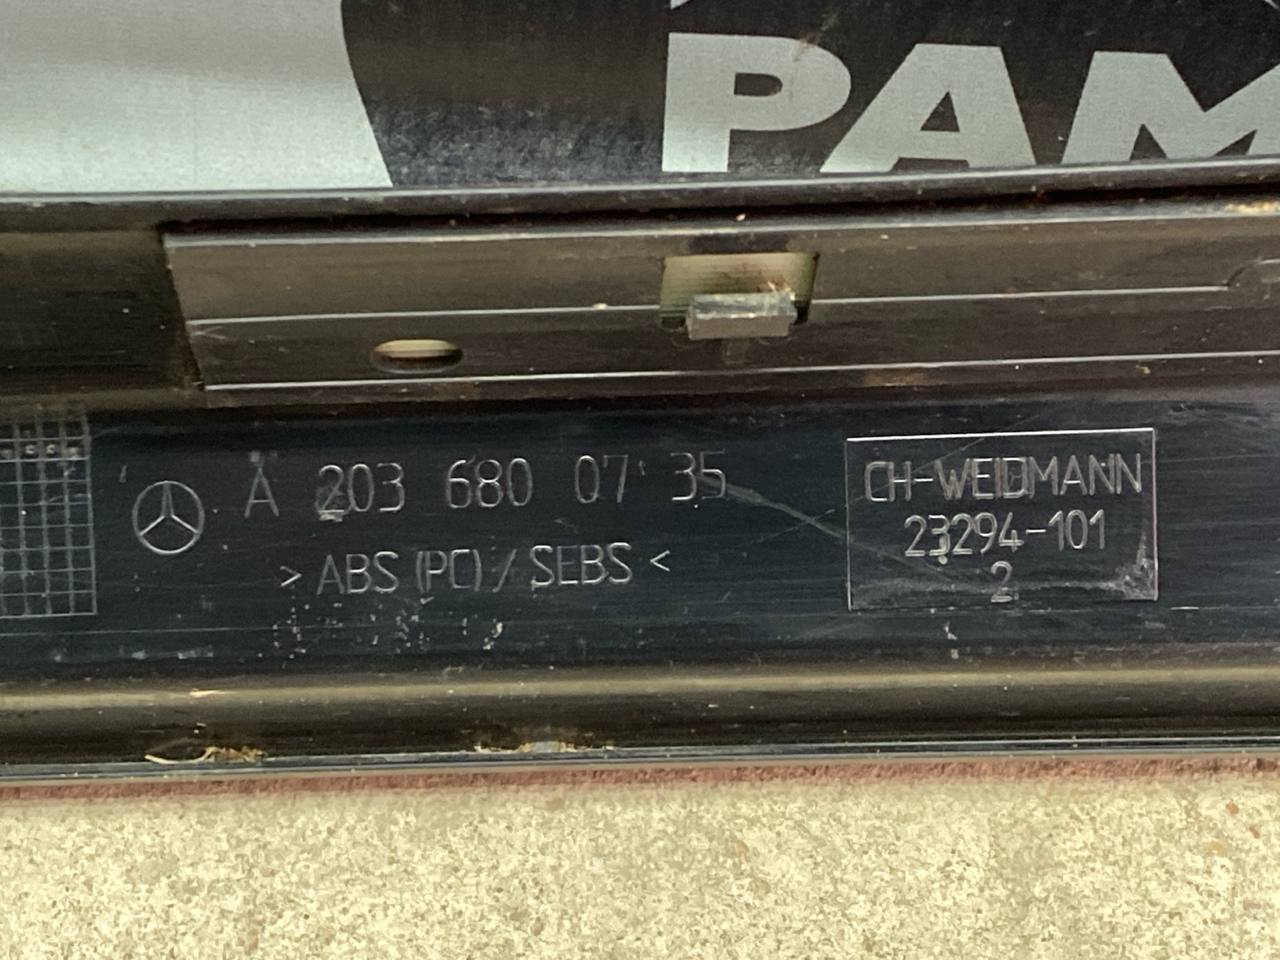 PAM
A 203 680 07 35
> ABS (PC) / SEBS <
CH-WEIDMANN
23294-101
2